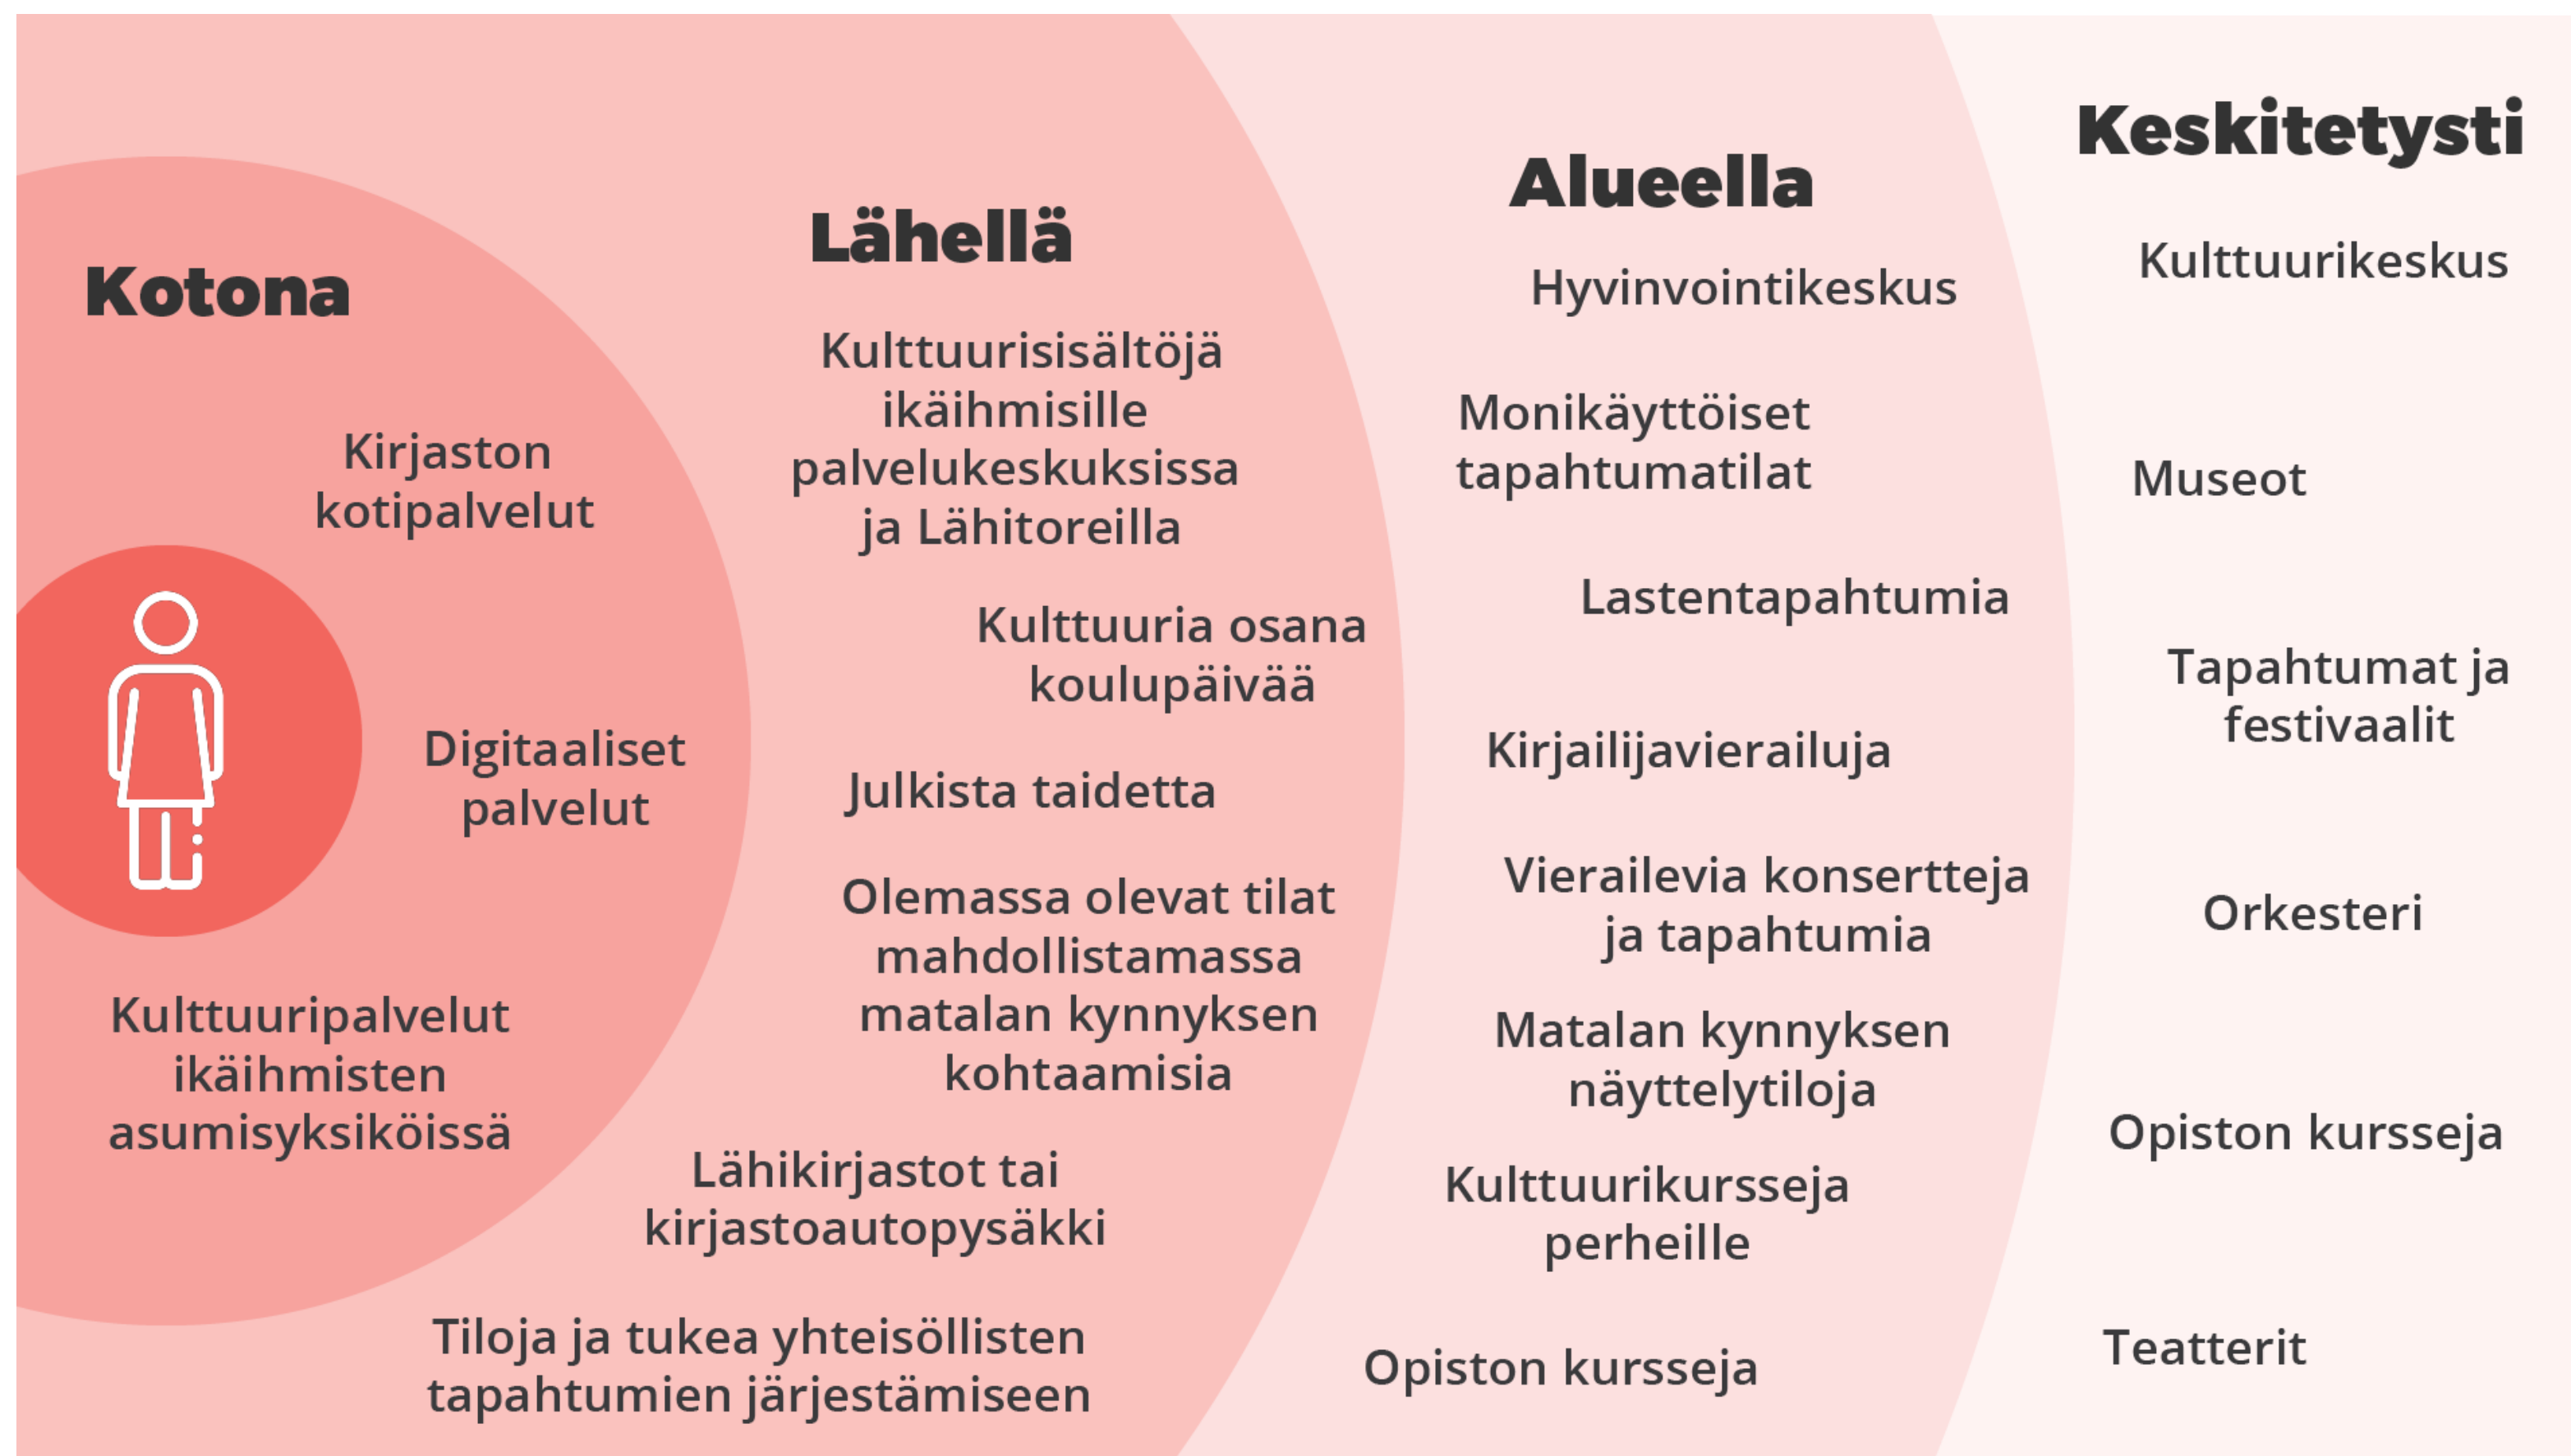 Kotona
Kirjaston
kotipalvelut
Digitaaliset
palvelut
Kulttuuripalvelut
ikäihmisten
asumisyksiköissä
Lähellä
Kulttuurisisältöjä
ikäihmisille
palvelukeskuksissa
ja Lähitoreilla
Kulttuuria osana
koulupäivää
Julkista taidetta
Olemassa olevat tilat
mahdollistamassa
matalan kynnyksen
kohtaamisia
Lähikirjastot tai
kirjastoautopysäkki
Tiloja ja tukea yhteisöllisten
tapahtumien järjestämiseen
Alueella
Hyvinvointikeskus
Monikäyttöiset
tapahtumatilat
Lastentapahtumia
Kirjailijavierailuja
Vierailevia konsertteja
ja tapahtumia
Matalan kynnyksen
näyttelytiloja
Kulttuurikursseja
perheille
Opiston kursseja
Keskitetysti
Kulttuurikeskus
Museot
Tapahtumat ja
festivaalit
Orkesteri
Opiston kursseja
Teatterit